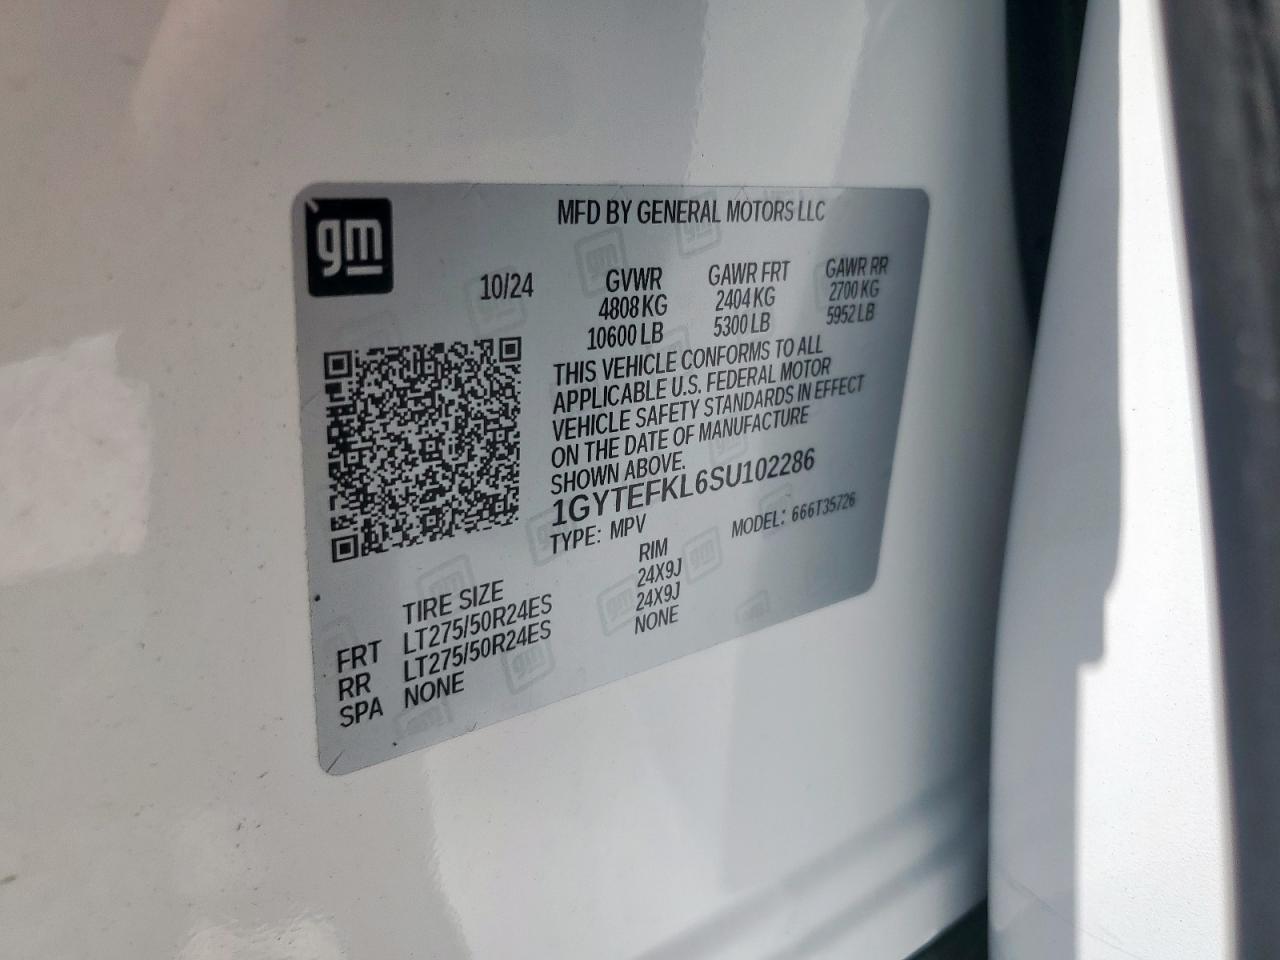 gm
MFD BY GENERAL MOTORS LLC
10/24
GVWR GAWR FRT GAWR RR
4808 KG 2404 KG 2700 KG
10600 LB 5300 LB 5952 LB
THIS VEHICLE CONFORMS TO ALL
APPLICABLE U.S. FEDERAL MOTOR
VEHICLE SAFETY STANDARDS IN EFFECT
ON THE DATE OF MANUFACTURE
SHOWN ABOVE.
1GYTEFKL6SU102286
TYPE: MPV MODEL: 666T35726
TIRE SIZE RIM
FRT LT275/50R24ES 24X9J
RR LT275/50R24ES 24X9J
SPA NONE NONE